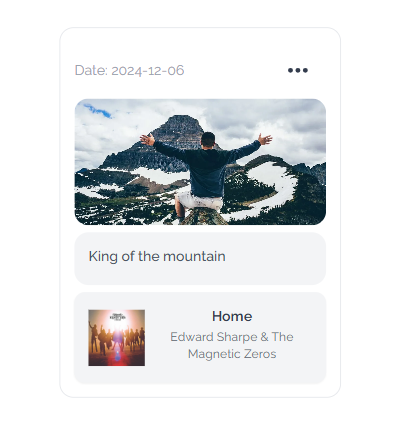 Date: 2024-12-06
King of the mountain
Home
Edward Sharpe & The
Magnetic Zeros